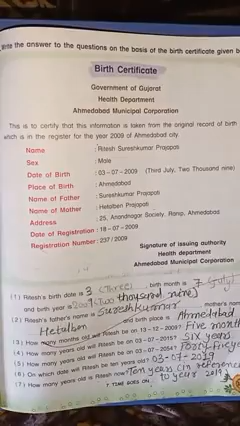 Write the answer to the questions on the basis of the birth certificate given b
Birth Certificate
Government of Gujarat
Health Department
Ahmedabad Municipal Corporation
This is to certify that this information is taken from the original record of birth
which is in the register for the year 2009 of Ahmedabad city.
Name : Ritesh Sureshkumar Prajapati
Sex : Male
Date of Birth : 03-07-2009 (Third July, Two Thousand nine)
Place of Birth : Ahmedabad
Name of Father : Sureshkumar Prajapati
Name of Mother : Hetalben Prajapati
Address : 25, Anandnagar Society, Ranip, Ahmedabad
Date of Registration : 18-07-2009
Registration Number : 237/2009
Signature of issuing authority
Health department
Ahmedabad Municipal Corporation
(1) Ritesh's birth date is 3 (Three), birth month is 7 (July)
and birth year is 2009 (Two thousand nine)
(2) Ritesh's father's name is Sureshkumar, mother's name
Hetalben and birth place is Ahmedabad
(3) How many months old will Ritesh be on 13-12-2009? Five month
(4) How many years old will Ritesh be on 03-07-2015? Six years
(5) How many years old will Ritesh be on 03-07-2054?
(6) On which date will Ritesh be ten years old? 03-07-2019
(7) How many years old is Ritesh now? Ten years (in reference
to year 2019)
7. TIME GOES ON...